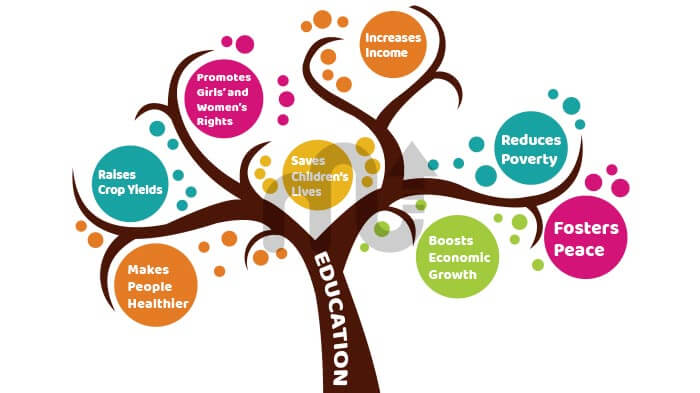 Increases
Income
Promotes
Girls' and
Women's
Rights
Reduces
Poverty
Saves
Children's
Lives
Raises
Crop Yields
Fosters
Peace
Boosts
Economic
Growth
Makes
People
Healthier
EDUCATION